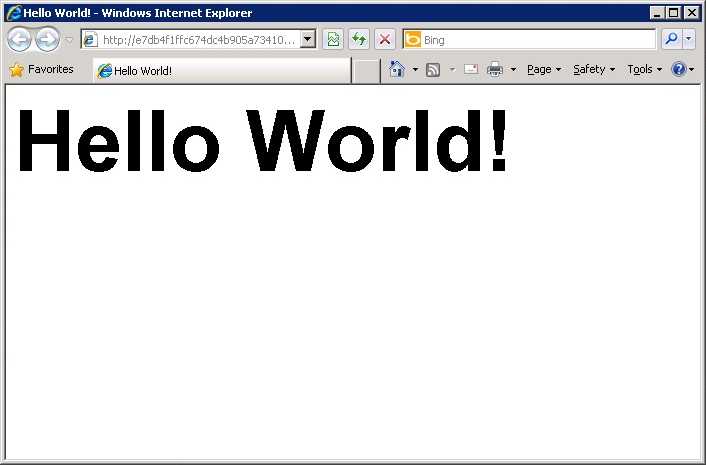 Hello World! - Windows Internet Explorer
http://e7db4f1ffc674dc4b905a73410...
Bing
Favorites
Hello World!
Page
Safety
Tools
Hello World!